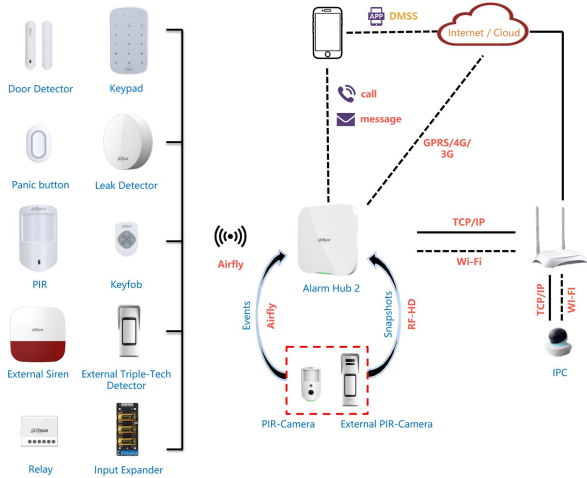 APP DMSS
Internet / Cloud
Door Detector
Keypad
call
message
GPRS/4G/
3G
Panic button
Leak Detector
alhua
TCP/IP
Wi-Fi
Airfly
PIR
Keyfob
Alarm Hub 2
Events
Airfly
Snapshots
RF-HD
TCP/IP
WI-FI
IPC
External Siren
External Triple-Tech
Detector
PIR-Camera
External PIR-Camera
Relay
Input Expander